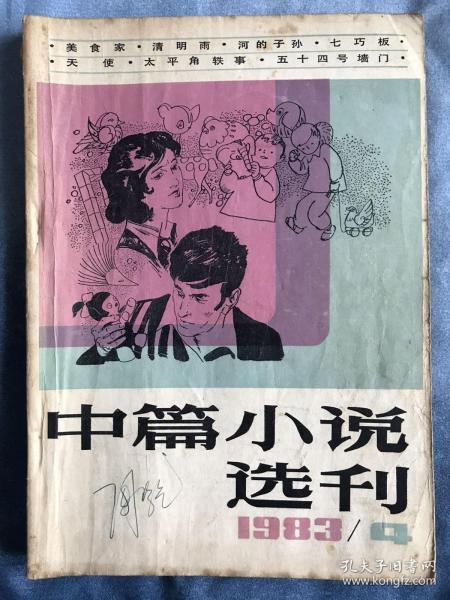 ·美食家·清明雨·河的子孙·七巧板·
·天使·太平角轶事·五十四号墙门·
中篇小说
选刊
1983/4
孔夫子旧书网
www.kongfz.com